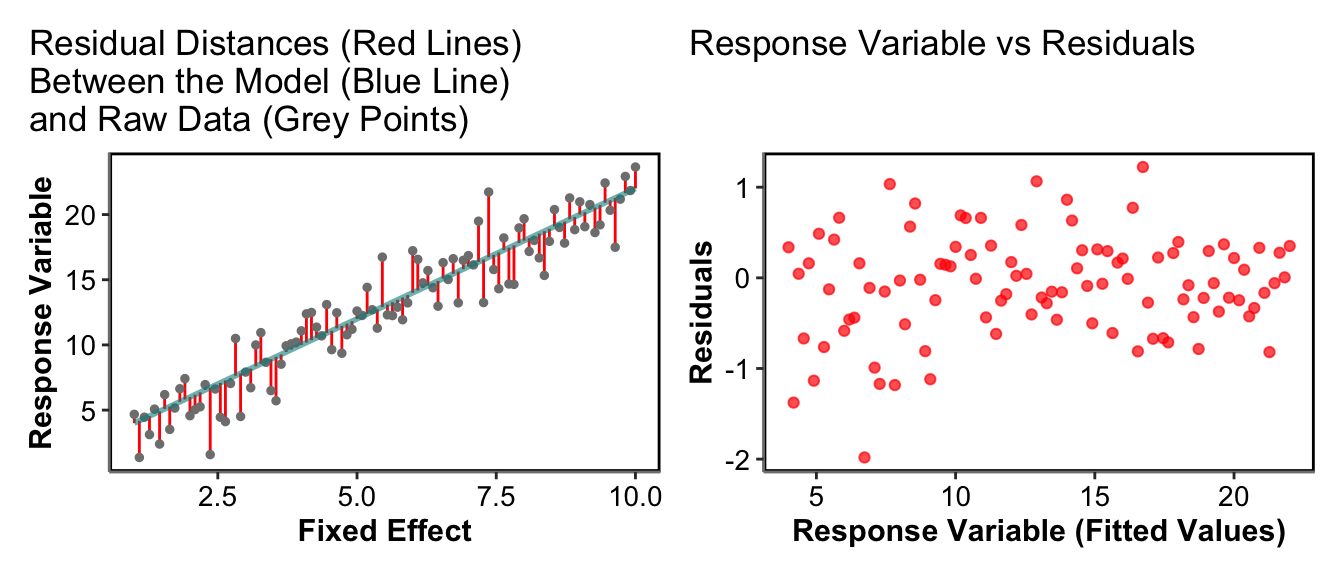 Residual Distances (Red Lines)
Between the Model (Blue Line)
and Raw Data (Grey Points)
Response Variable
20
15
10
5
2.5 5.0 7.5 10.0
Fixed Effect
Response Variable vs Residuals
Residuals
1
0
-1
-2
5 10 15 20
Response Variable (Fitted Values)